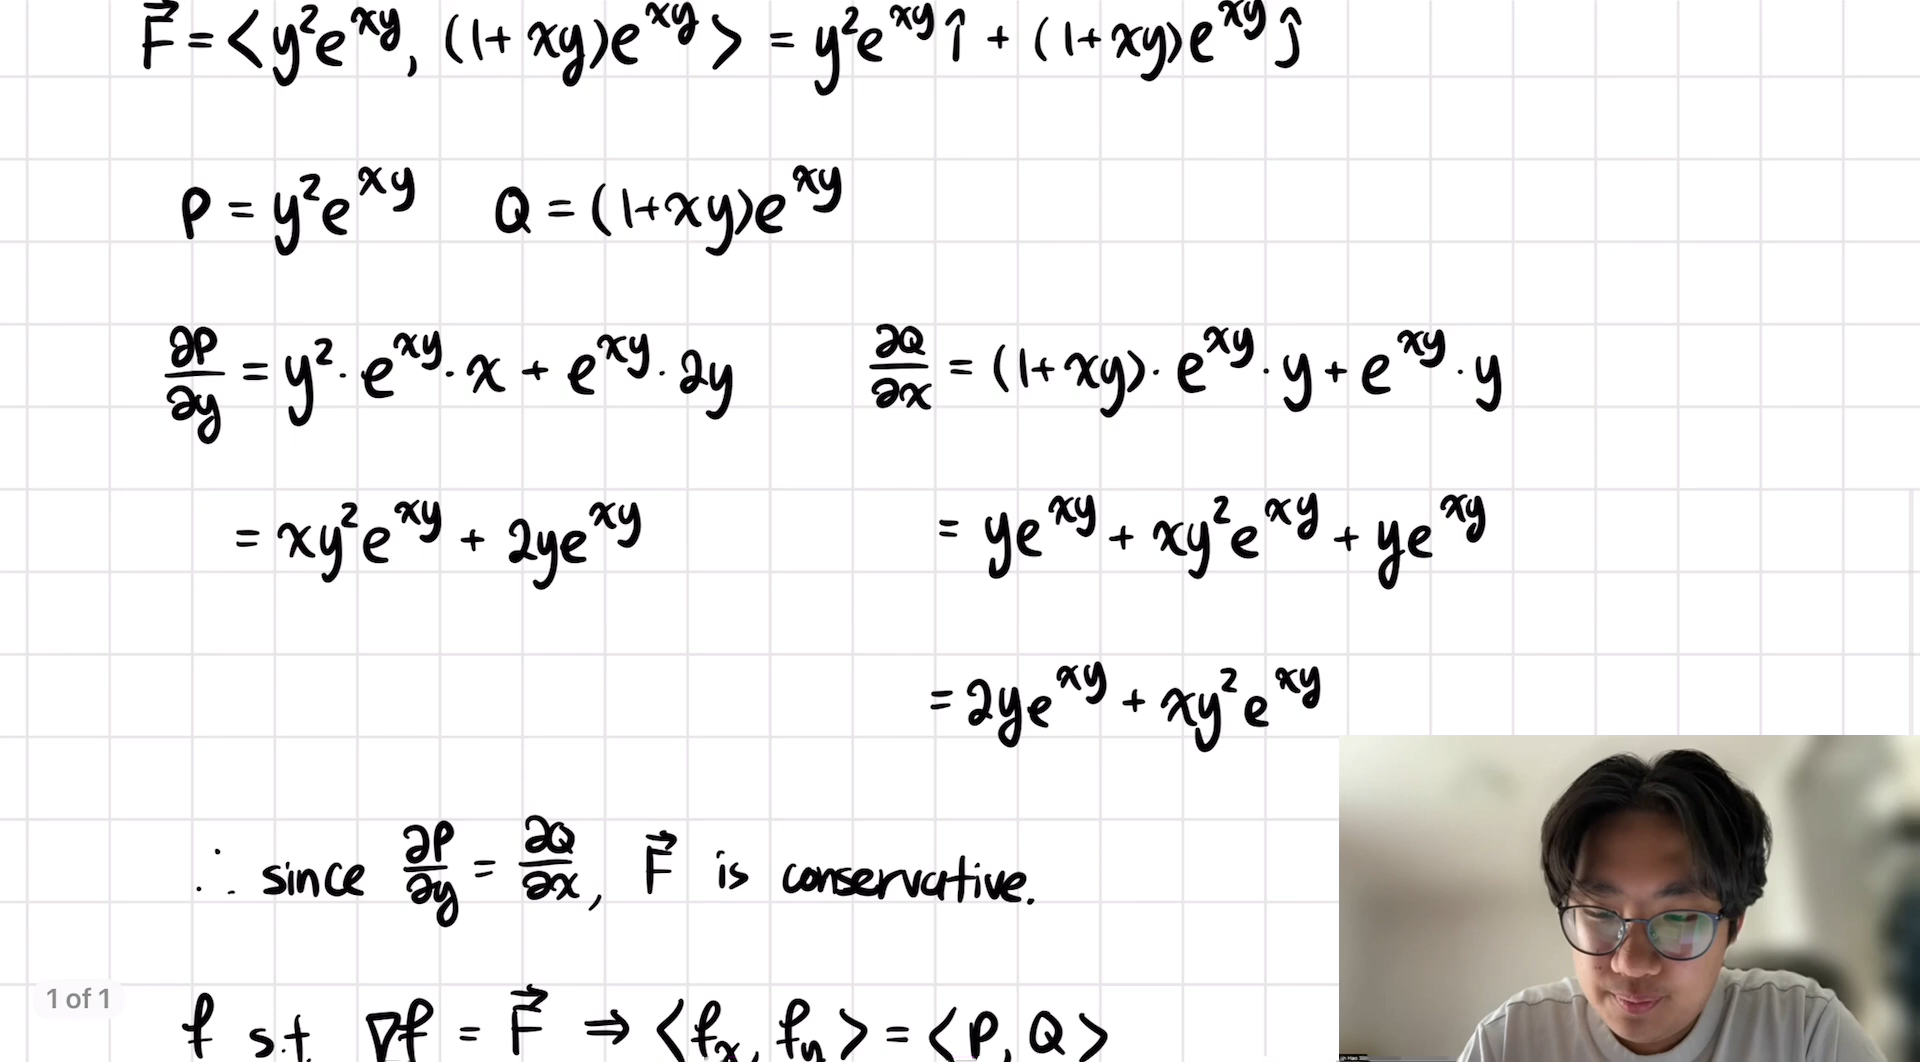 F⃗ = <y²e^xy, (1+xy)e^xy> = y²e^xy î + (1+xy)e^xy ĵ
P = y²e^xy Q = (1+xy)e^xy
∂P/∂y = y²·e^xy·x + e^xy·2y ∂Q/∂x = (1+xy)·e^xy·y + e^xy·y
= xy²e^xy + 2ye^xy = ye^xy + xy²e^xy + ye^xy
= 2ye^xy + xy²e^xy
∴ since ∂P/∂y = ∂Q/∂x, F⃗ is conservative.
1 of 1
f s.t. ∇f = F⃗ ⇒ <f_x, f_y> = <P, Q>